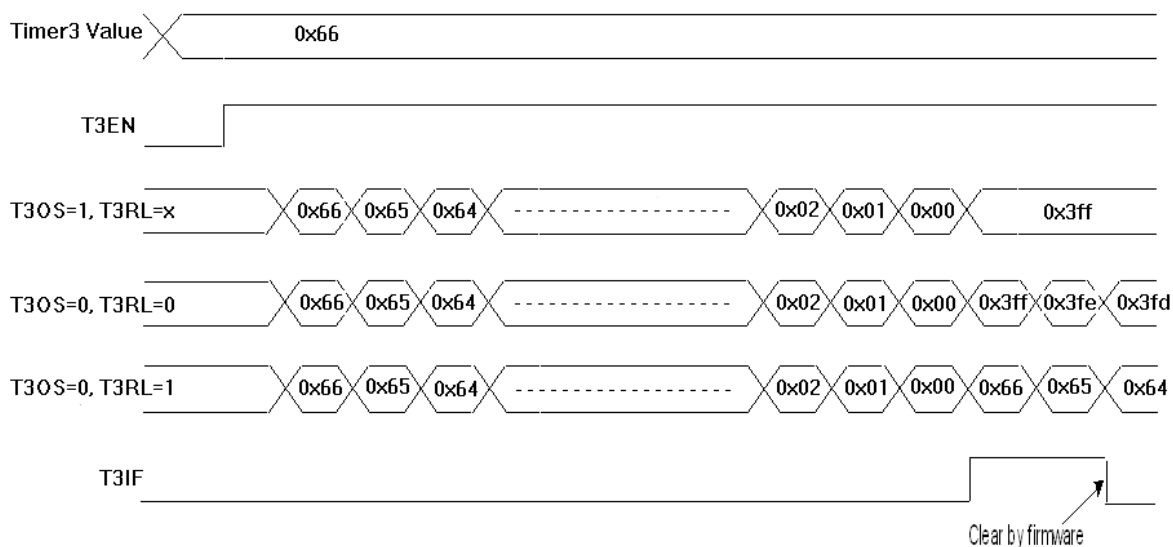 Timer3 Value 0x66
T3EN
T3OS=1, T3RL=x 0x66 0x65 0x64 0x02 0x01 0x00 0x3ff
T3OS=0, T3RL=0 0x66 0x65 0x64 0x02 0x01 0x00 0x3ff 0x3fe 0x3fd
T3OS=0, T3RL=1 0x66 0x65 0x64 0x02 0x01 0x00 0x66 0x65 0x64
T3IF
Clear by firmware